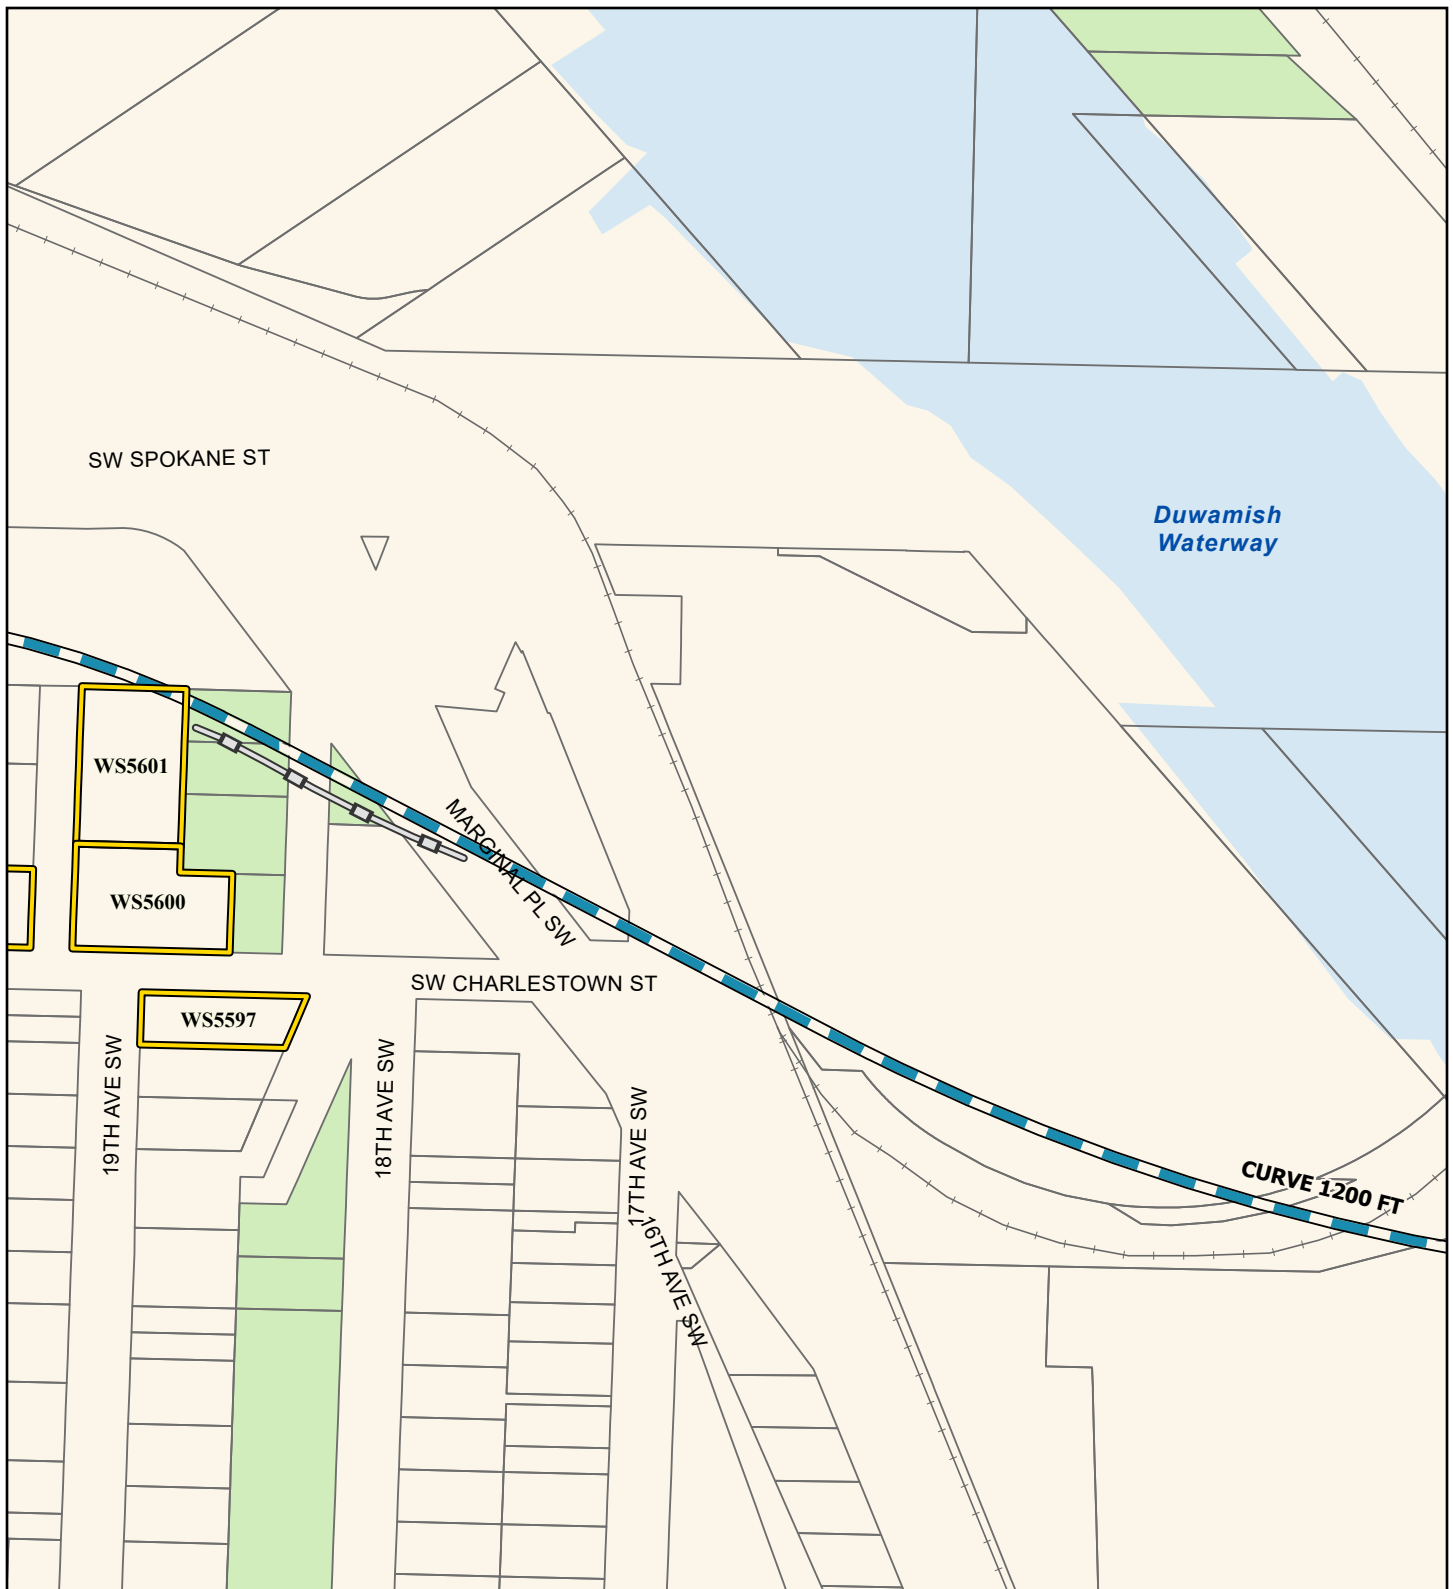 SW SPOKANE ST
Duwamish
Waterway
WS5601
MARGINAL PL SW
WS5600
SW CHARLESTOWN ST
WS5597
19TH AVE SW
18TH AVE SW
17TH AVE SW
16TH AVE SW
CURVE 1200 FT